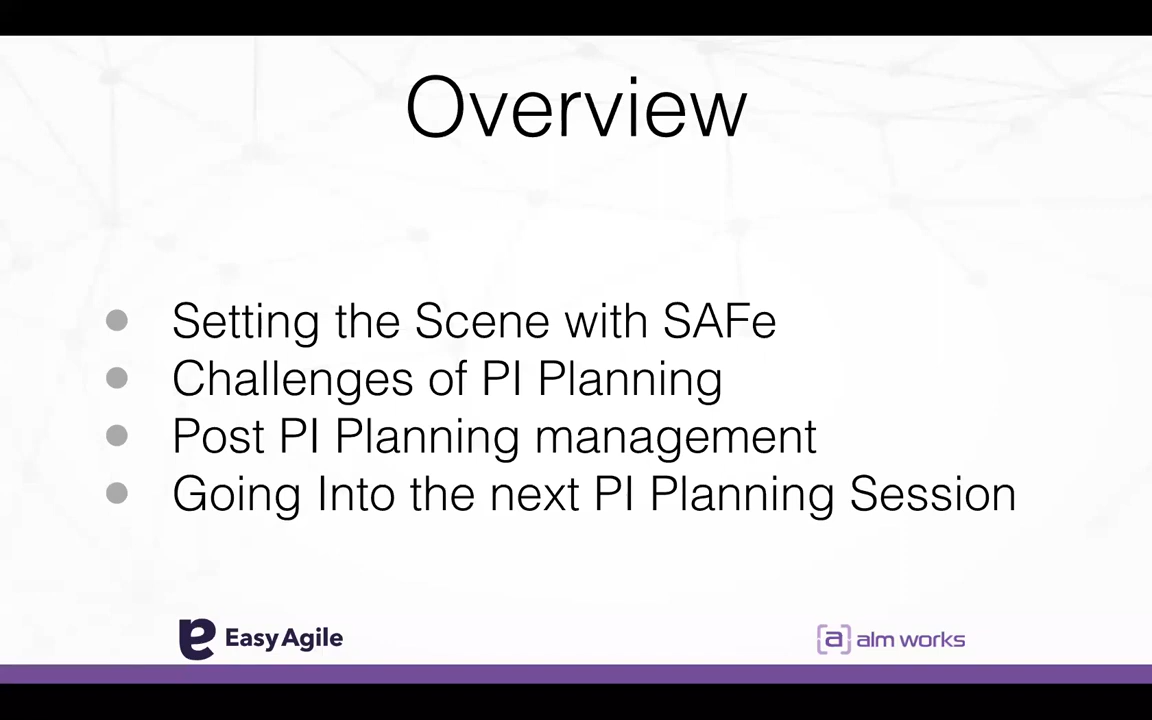 Overview
Setting the Scene with SAFe
Challenges of PI Planning
Post PI Planning management
Going Into the next PI Planning Session
e Easy Agile
[a] alm works